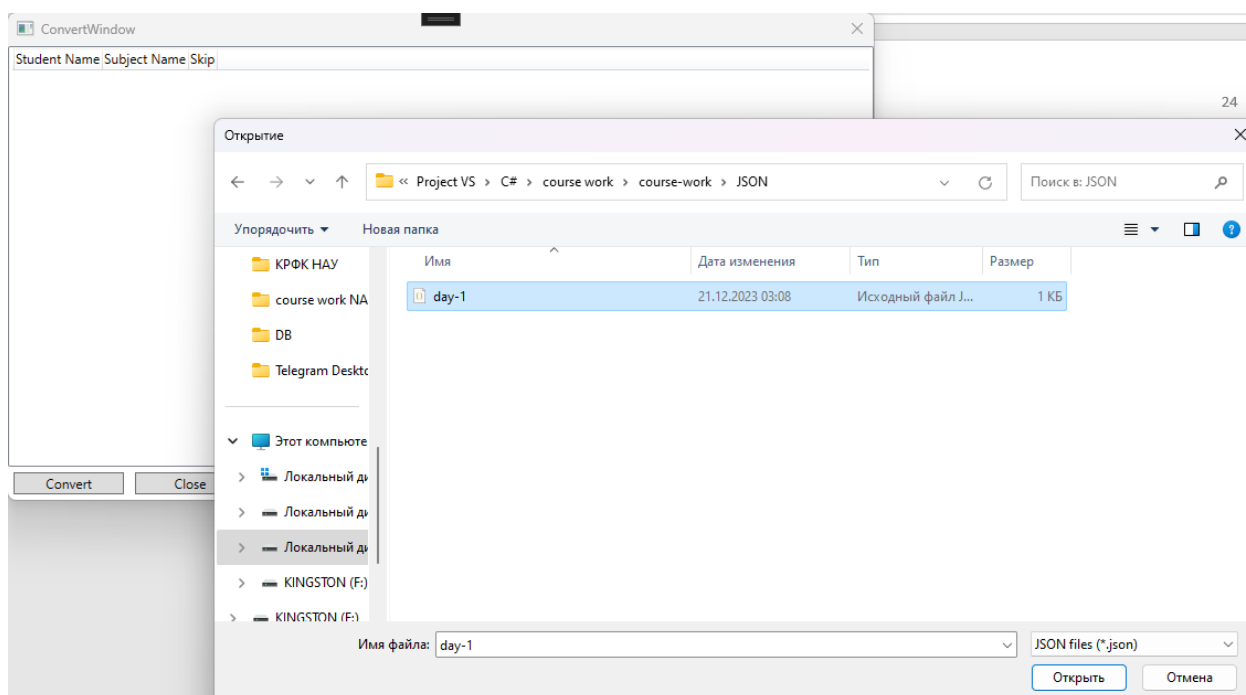 ConvertWindow
Student Name Subject Name Skip
24
Открытие
« Project VS > C# > course work > course-work > JSON
Поиск в: JSON
Упорядочить
Новая папка
Имя
Дата изменения
Тип
Размер
КРФК НАУ
day-1
21.12.2023 03:08
Исходный файл J...
1 КБ
course work NA
DB
Telegram Deskto
Этот компьюте
Локальный ди
Локальный ди
Локальный ди
KINGSTON (F:)
KINGSTON (F:)
Convert
Close
Имя файла:
day-1
JSON files (*.json)
Открыть
Отмена